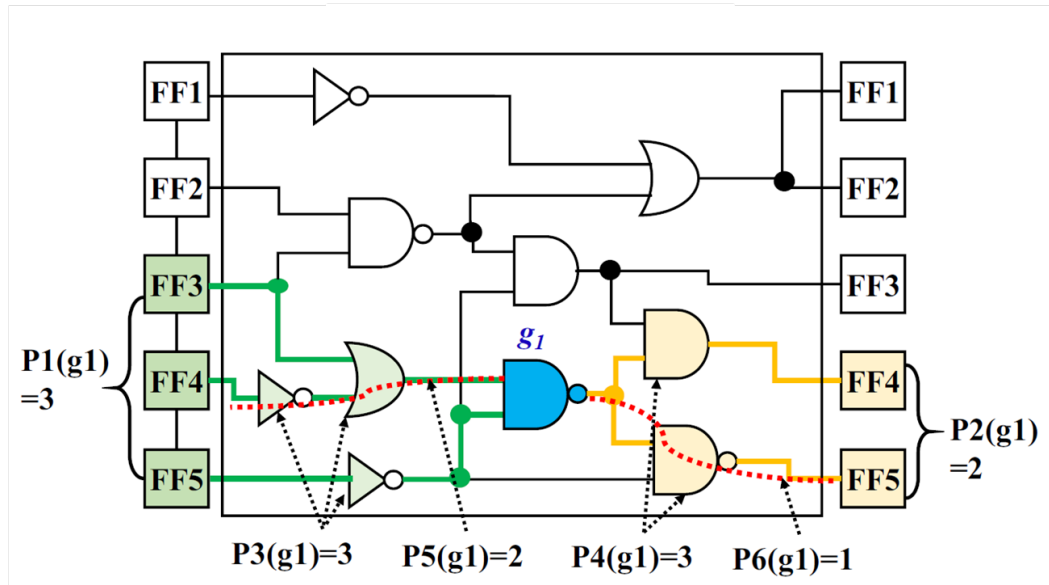 FF1
FF2
FF3
FF4
FF5
P1(g1)
=3
g1
FF1
FF2
FF3
FF4
FF5
P2(g1)
=2
P3(g1)=3
P5(g1)=2
P4(g1)=3
P6(g1)=1